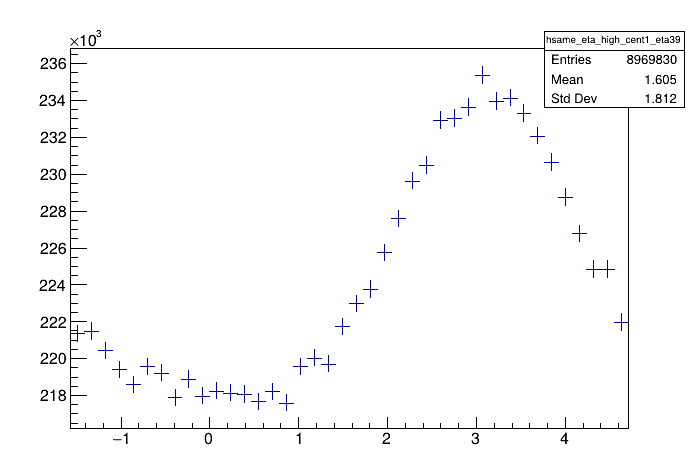 ×10³
hsame_eta_high_cent1_eta39
Entries 8969830
Mean 1.605
Std Dev 1.812
236
234
232
230
228
226
224
222
220
218
−1 0 1 2 3 4